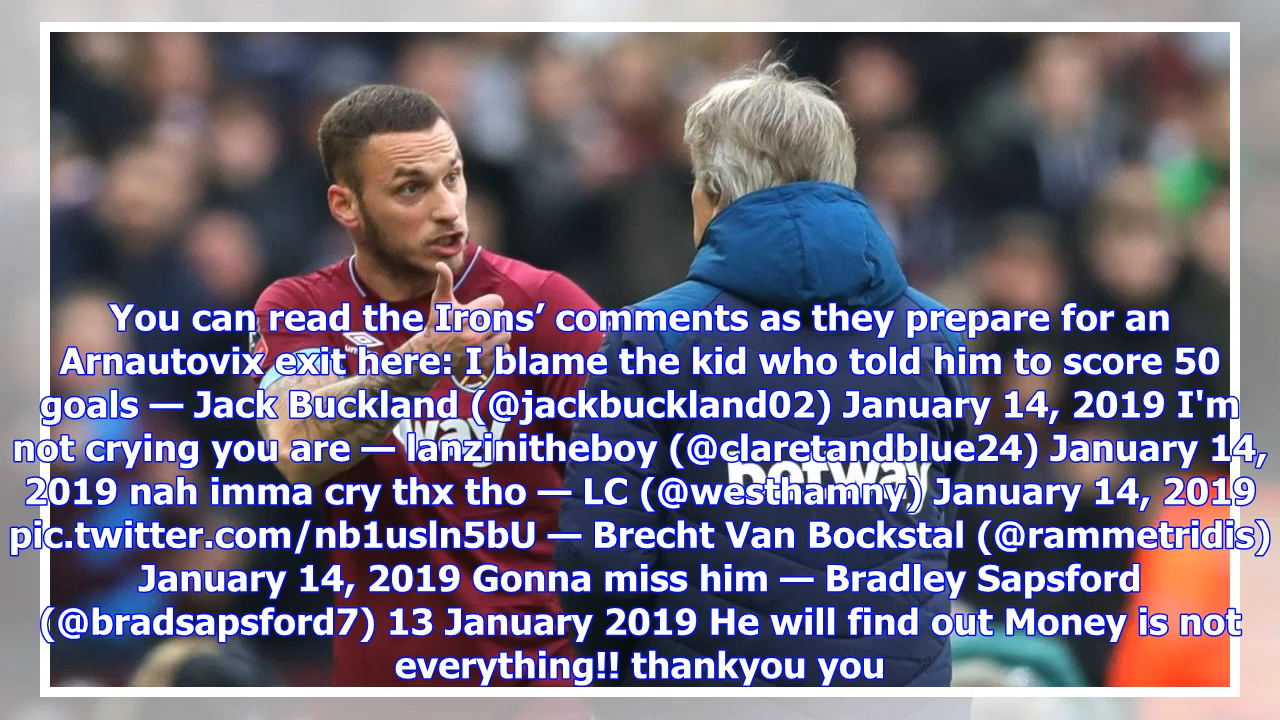 You can read the Irons’ comments as they prepare for an
Arnautovix exit here: I blame the kid who told him to score 50
goals — Jack Buckland (@jackbuckland02) January 14, 2019 I'm
not crying you are — lanzinitheboy (@claretandblue24) January 14,
2019 nah imma cry thx tho — LC (@westhamny) January 14, 2019
pic.twitter.com/nb1usln5bU — Brecht Van Bockstal (@rammetridis)
January 14, 2019 Gonna miss him — Bradley Sapsford
(@bradsapsford7) 13 January 2019 He will find out Money is not
everything!! thankyou you
way
betway